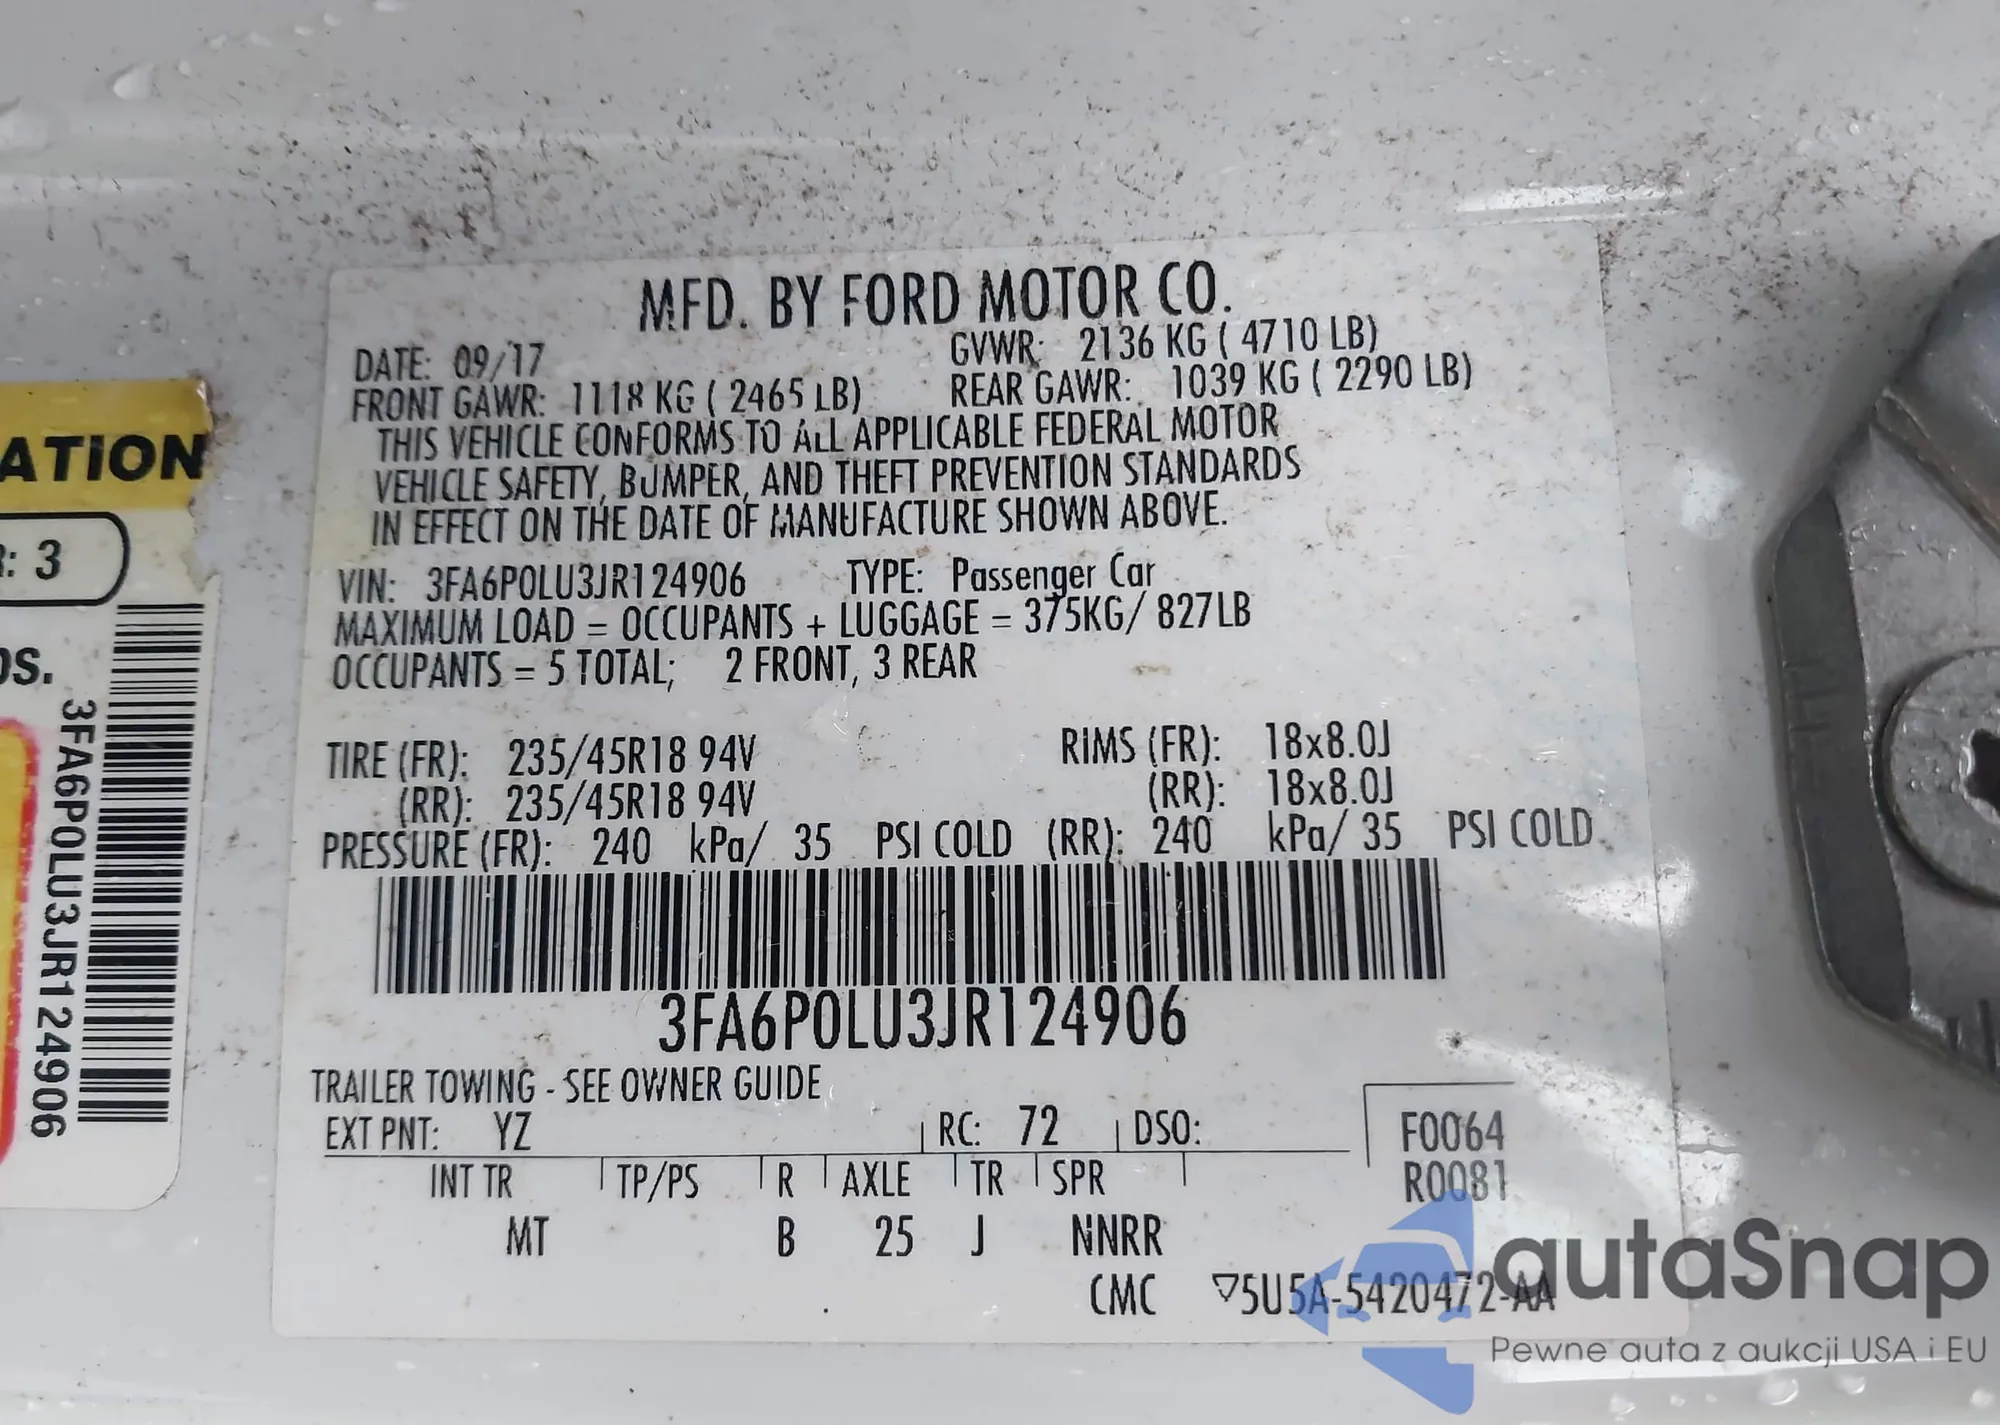 MFD. BY FORD MOTOR CO.
DATE: 09/17 GVWR: 2136 KG ( 4710 LB)
FRONT GAWR: 1118 KG ( 2465 LB) REAR GAWR: 1039 KG ( 2290 LB)
THIS VEHICLE CONFORMS TO ALL APPLICABLE FEDERAL MOTOR
VEHICLE SAFETY, BUMPER, AND THEFT PREVENTION STANDARDS
IN EFFECT ON THE DATE OF MANUFACTURE SHOWN ABOVE.
VIN: 3FA6P0LU3JR124906 TYPE: Passenger Car
MAXIMUM LOAD = OCCUPANTS + LUGGAGE = 375KG/ 827LB
OCCUPANTS = 5 TOTAL; 2 FRONT, 3 REAR
TIRE (FR): 235/45R18 94V RIMS (FR): 18x8.0J
(RR): 235/45R18 94V (RR): 18x8.0J
PRESSURE (FR): 240 kPa/ 35 PSI COLD (RR): 240 kPa/ 35 PSI COLD
3FA6P0LU3JR124906
TRAILER TOWING - SEE OWNER GUIDE
EXT PNT: YZ RC: 72 DSO: F0064
R0081
INT TR TP/PS R AXLE TR SPR
MT B 25 J NNRR
CMC ▽5U5A-5420472-AA
ATION
: 3
OS.
3FA6P0LU3JR124906
autaSnap
Pewne auta z aukcji USA i EU